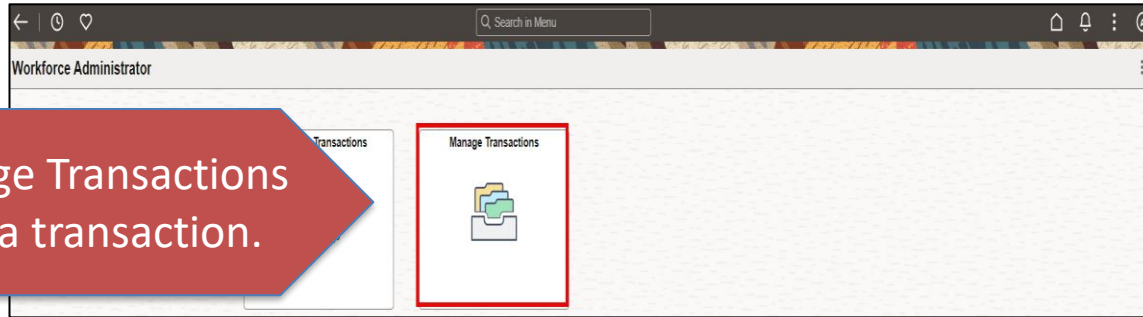 Search in Menu
Workforce Administrator
Transactions
Manage Transactions
ge Transactions
a transaction.